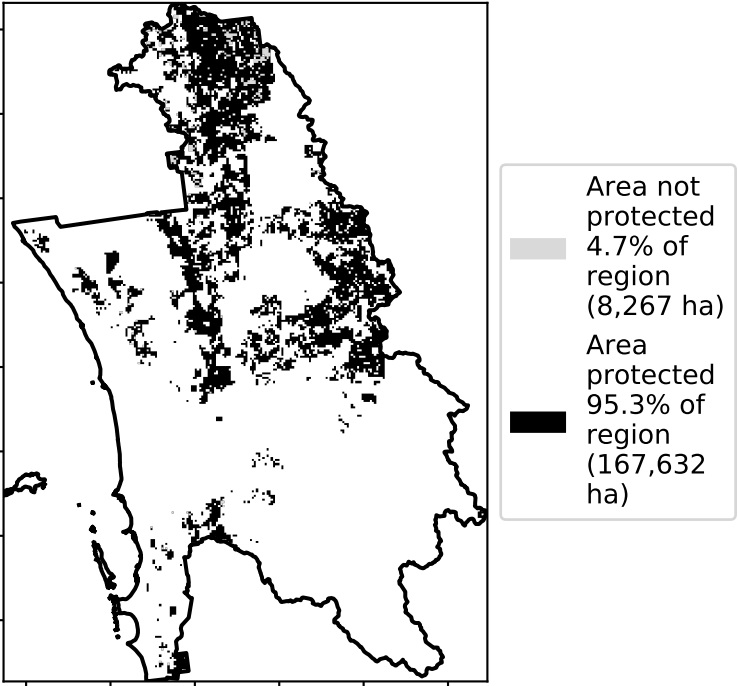 Area not
protected
4.7% of
region
(8,267 ha)
Area
protected
95.3% of
region
(167,632
ha)